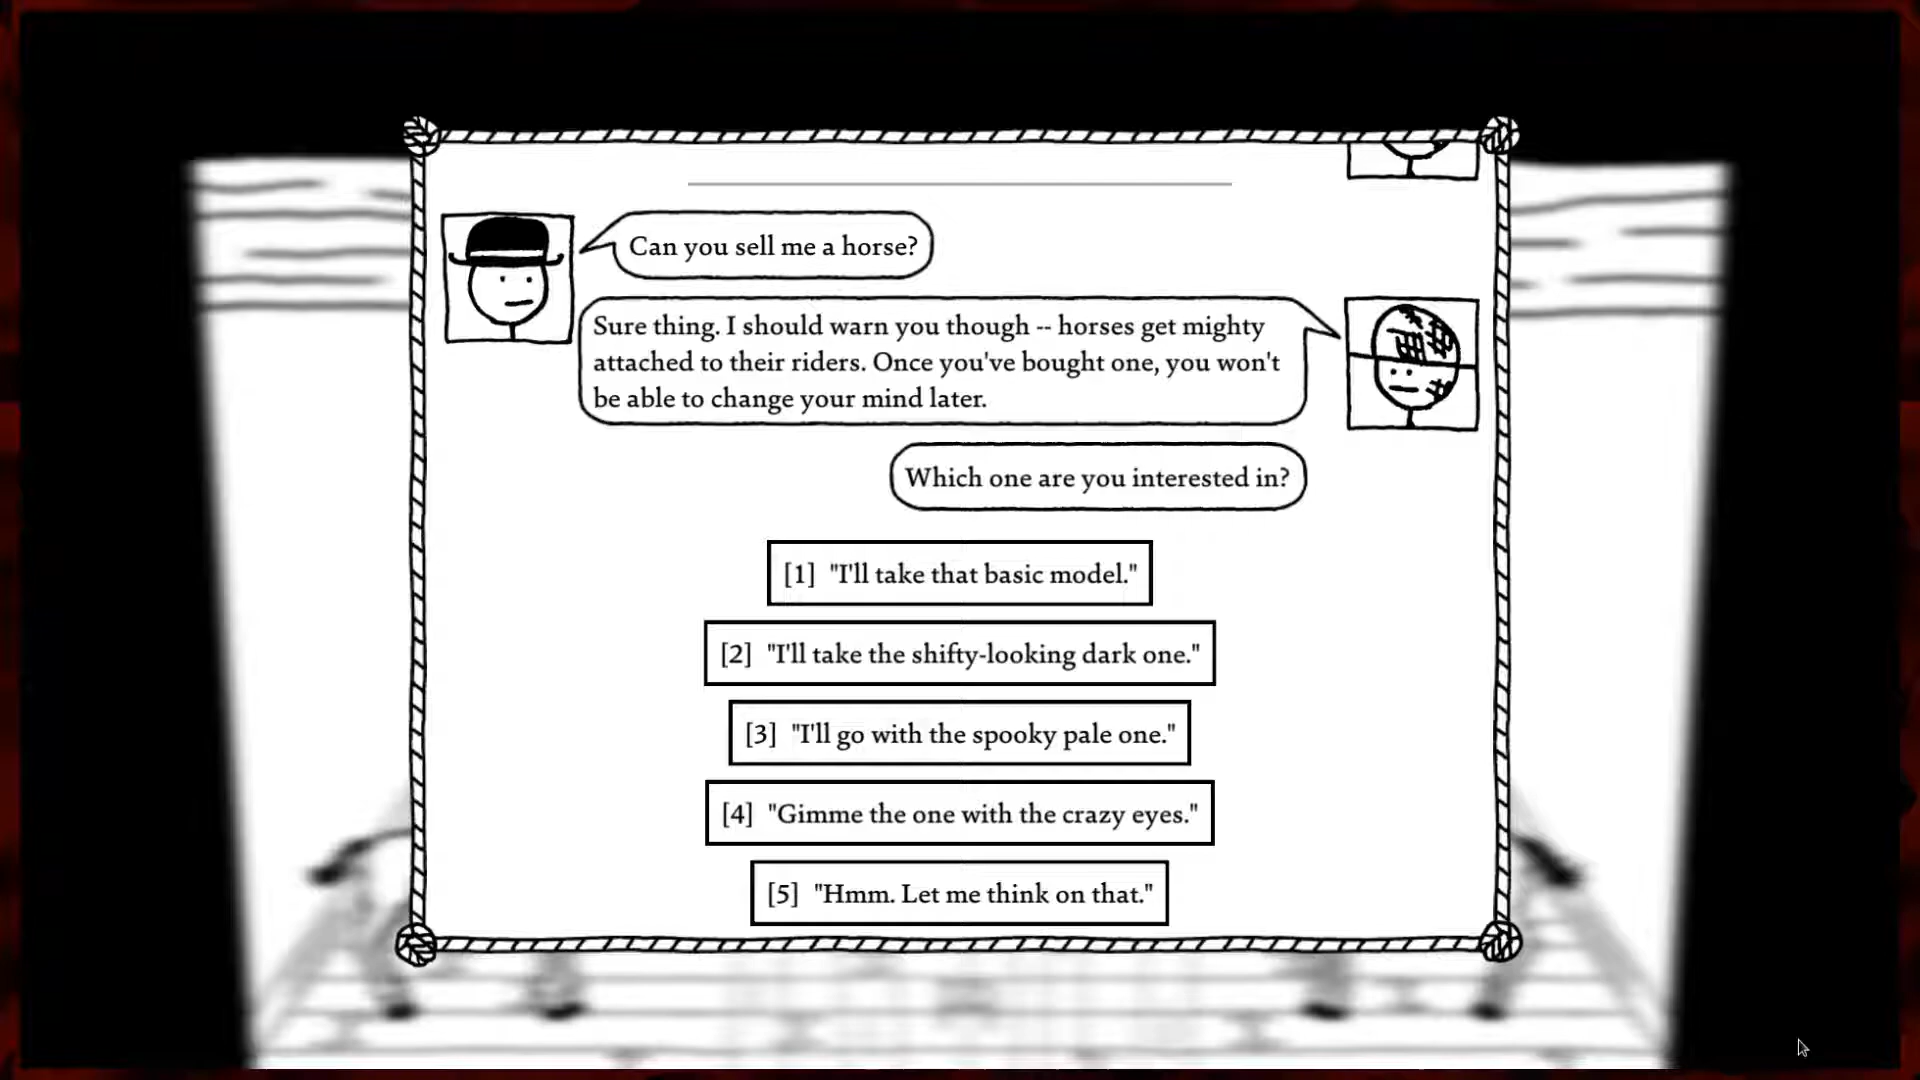 Can you sell me a horse?
Sure thing. I should warn you though -- horses get mighty
attached to their riders. Once you've bought one, you won't
be able to change your mind later.
Which one are you interested in?
[1] "I'll take that basic model."
[2] "I'll take the shifty-looking dark one."
[3] "I'll go with the spooky pale one."
[4] "Gimme the one with the crazy eyes."
[5] "Hmm. Let me think on that."